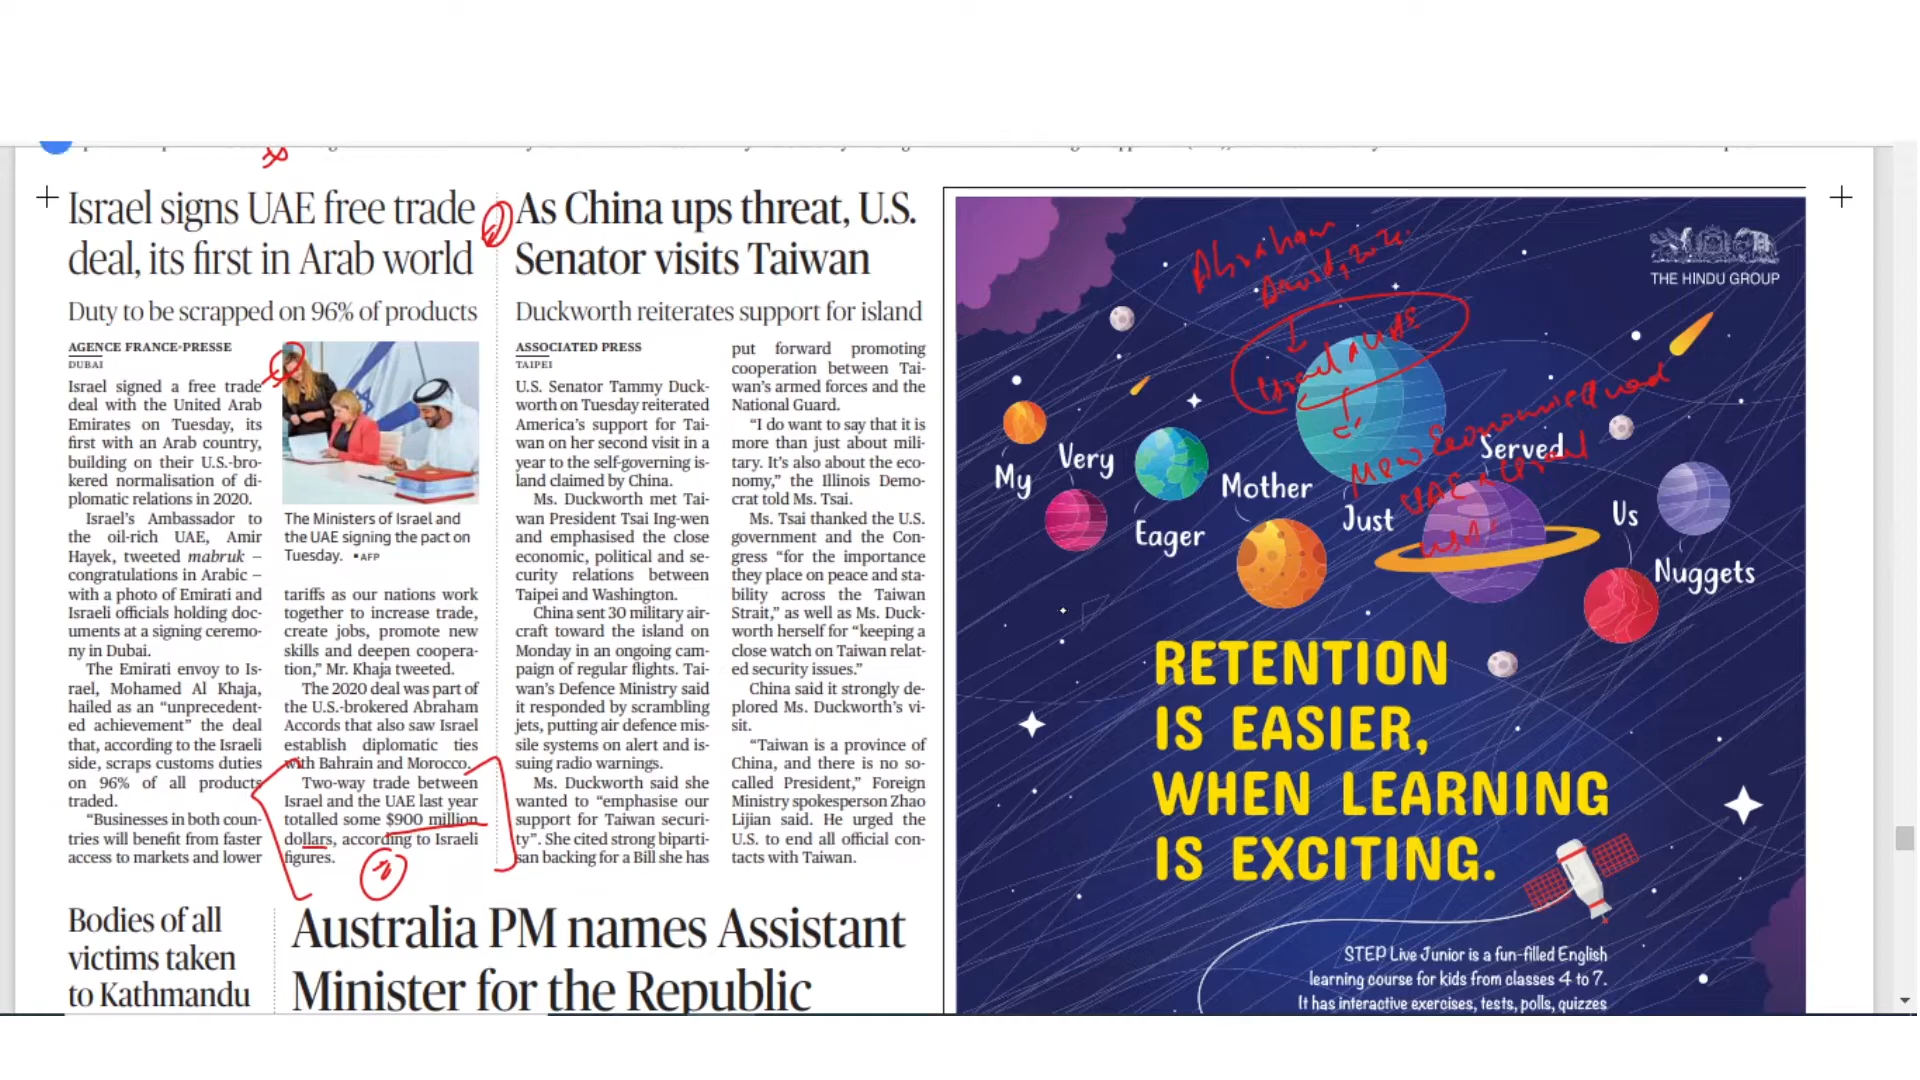 Israel signs UAE free trade
deal, its first in Arab world
Duty to be scrapped on 96% of products
AGENCE FRANCE-PRESSE
DUBAI
Israel signed a free trade
deal with the United Arab
Emirates on Tuesday, its
first with an Arab country,
building on their U.S.-bro-
kered normalisation of di-
plomatic relations in 2020.
Israel's Ambassador to
the oil-rich UAE, Amir
Hayek, tweeted mabruk –
congratulations in Arabic –
with a photo of Emirati and
Israeli officials holding doc-
uments at a signing ceremo-
ny in Dubai.
The Emirati envoy to Is-
rael, Mohamed Al Khaja,
hailed as an “unprecedent-
ed achievement” the deal
that, according to the Israeli
side, scraps customs duties
on 96% of all products
traded.
“Businesses in both coun-
tries will benefit from faster
access to markets and lower
The Ministers of Israel and
the UAE signing the pact on
Tuesday. ▪AFP
tariffs as our nations work
together to increase trade,
create jobs, promote new
skills and deepen coopera-
tion,” Mr. Khaja tweeted.
The 2020 deal was part of
the U.S.-brokered Abraham
Accords that also saw Israel
establish diplomatic ties
with Bahrain and Morocco.
Two-way trade between
Israel and the UAE last year
totalled some $900 million
dollars, according to Israeli
figures.
As China ups threat, U.S.
Senator visits Taiwan
Duckworth reiterates support for island
ASSOCIATED PRESS
TAIPEI
U.S. Senator Tammy Duck-
worth on Tuesday reiterated
America's support for Tai-
wan on her second visit in a
year to the self-governing is-
land claimed by China.
Ms. Duckworth met Tai-
wan President Tsai Ing-wen
and emphasised the close
economic, political and se-
curity relations between
Taipei and Washington.
China sent 30 military air-
craft toward the island on
Monday in an ongoing cam-
paign of regular flights. Tai-
wan's Defence Ministry said
it responded by scrambling
jets, putting air defence mis-
sile systems on alert and is-
suing radio warnings.
Ms. Duckworth said she
wanted to “emphasise our
support for Taiwan securi-
ty”. She cited strong biparti-
san backing for a Bill she has
put forward promoting
cooperation between Tai-
wan's armed forces and the
National Guard.
“I do want to say that it is
more than just about mili-
tary. It's also about the eco-
nomy,” the Illinois Demo-
crat told Ms. Tsai.
Ms. Tsai thanked the U.S.
government and the Con-
gress “for the importance
they place on peace and sta-
bility across the Taiwan
Strait,” as well as Ms. Duck-
worth herself for “keeping a
close watch on Taiwan relat-
ed security issues.”
China said it strongly de-
plored Ms. Duckworth's vi-
sit.
“Taiwan is a province of
China, and there is no so-
called President,” Foreign
Ministry spokesperson Zhao
Lijian said. He urged the
U.S. to end all official con-
tacts with Taiwan.
Bodies of all
victims taken
to Kathmandu
Australia PM names Assistant
Minister for the Republic
THE HINDU GROUP
Abraham
Israel & UAE
New Economic Quad
UAE & Israel
USA
My
Very
Eager
Mother
Just
Served
Us
Nuggets
RETENTION
IS EASIER,
WHEN LEARNING
IS EXCITING.
STEP Live Junior is a fun-filled English
learning course for kids from classes 4 to 7.
It has interactive exercises, tests, polls, quizzes